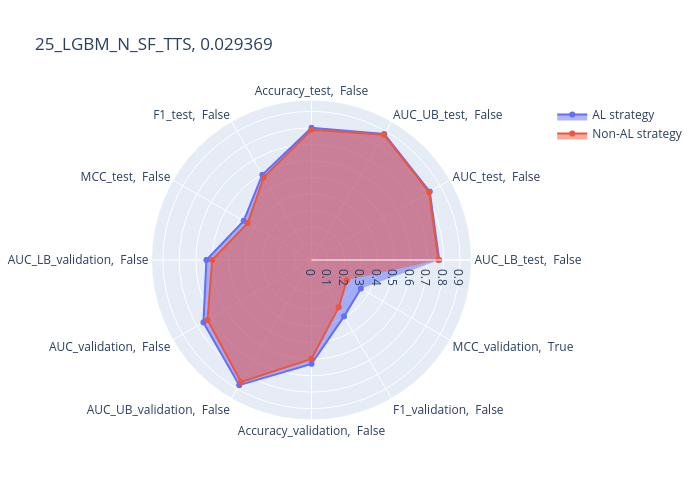 25_LGBM_N_SF_TTS, 0.029369
Accuracy_test, False
F1_test, False
AUC_UB_test, False
AL strategy
Non-AL strategy
MCC_test, False
AUC_test, False
AUC_LB_validation, False
AUC_LB_test, False
0
0.1
0.2
0.3
0.4
0.5
0.6
0.7
0.8
0.9
AUC_validation, False
MCC_validation, True
AUC_UB_validation, False
F1_validation, False
Accuracy_validation, False